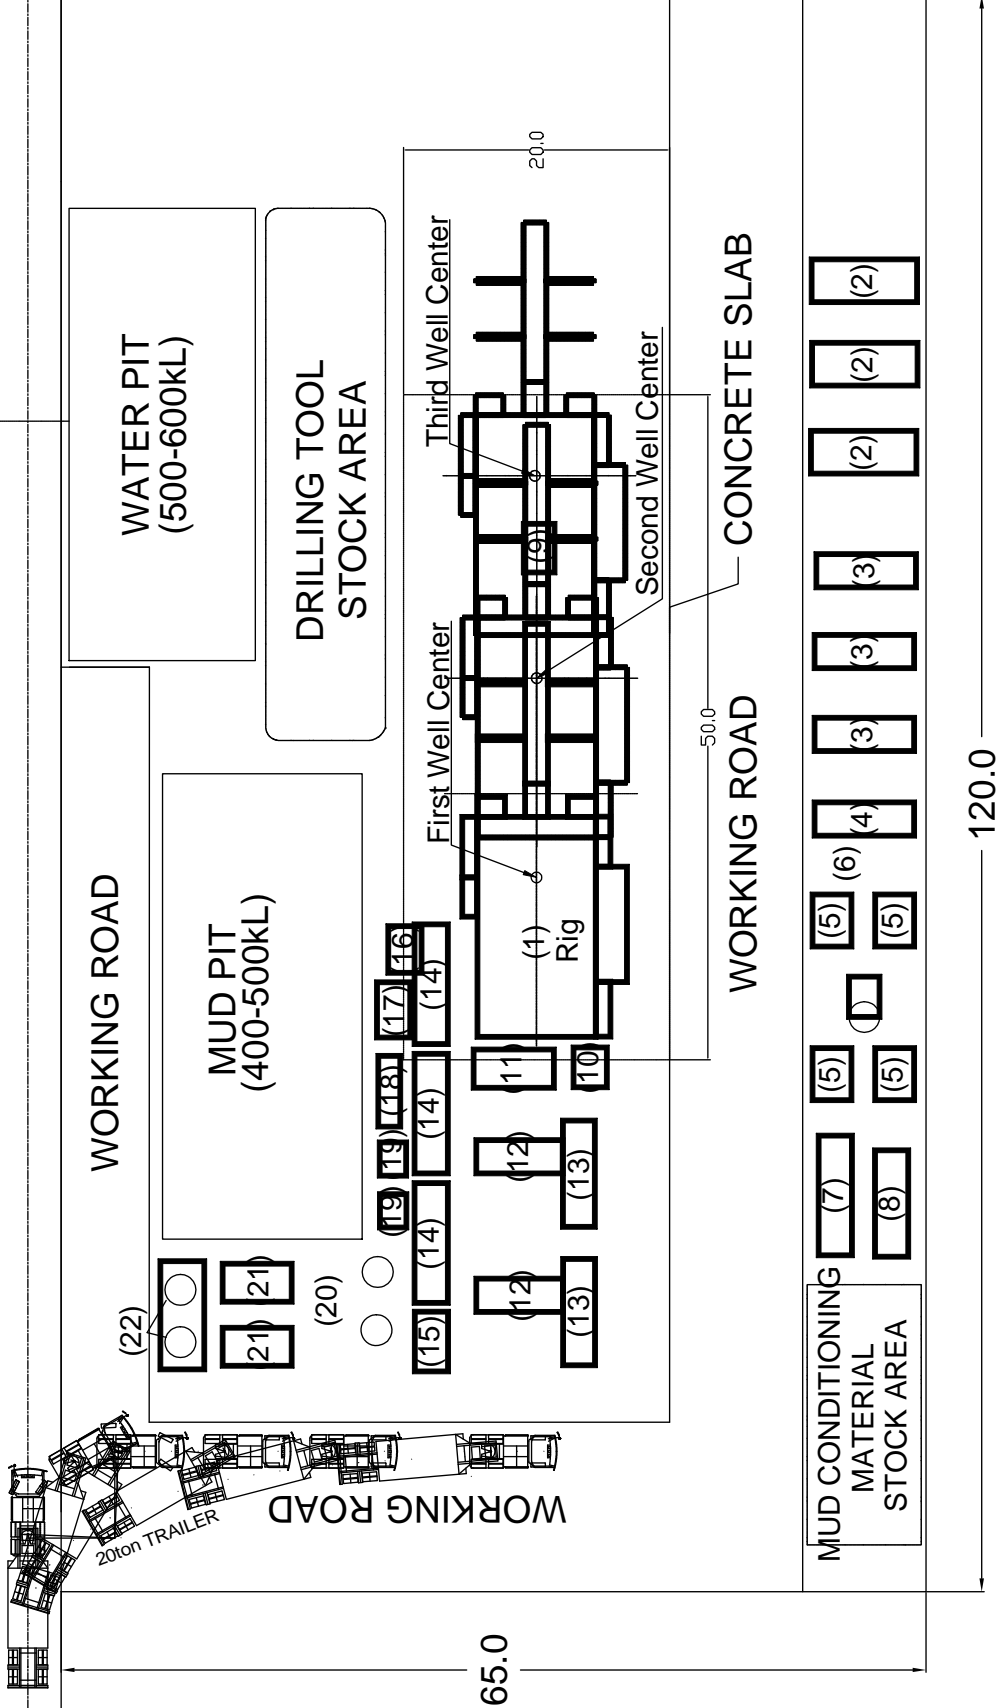 20.0
WATER PIT
(500-600kL)
DRILLING TOOL
STOCK AREA
Third Well Center
Second Well Center
CONCRETE SLAB
(2)
(2)
(2)
(9)
First Well Center
50.0
WORKING ROAD
(3)
(3)
(3)
(4)
(6)
120.0
WORKING ROAD
MUD PIT
(400-500kL)
(1)
Rig
(16)
(14)
(17)
(5)
(5)
(5)
(5)
(11)
(10)
(18)
(14)
(19)
(19)
(14)
(12)
(13)
(12)
(13)
(7)
(8)
(22)
(21)
(21)
(20)
(15)
MUD CONDITIONING
MATERIAL
STOCK AREA
WORKING ROAD
20ton TRAILER
65.0